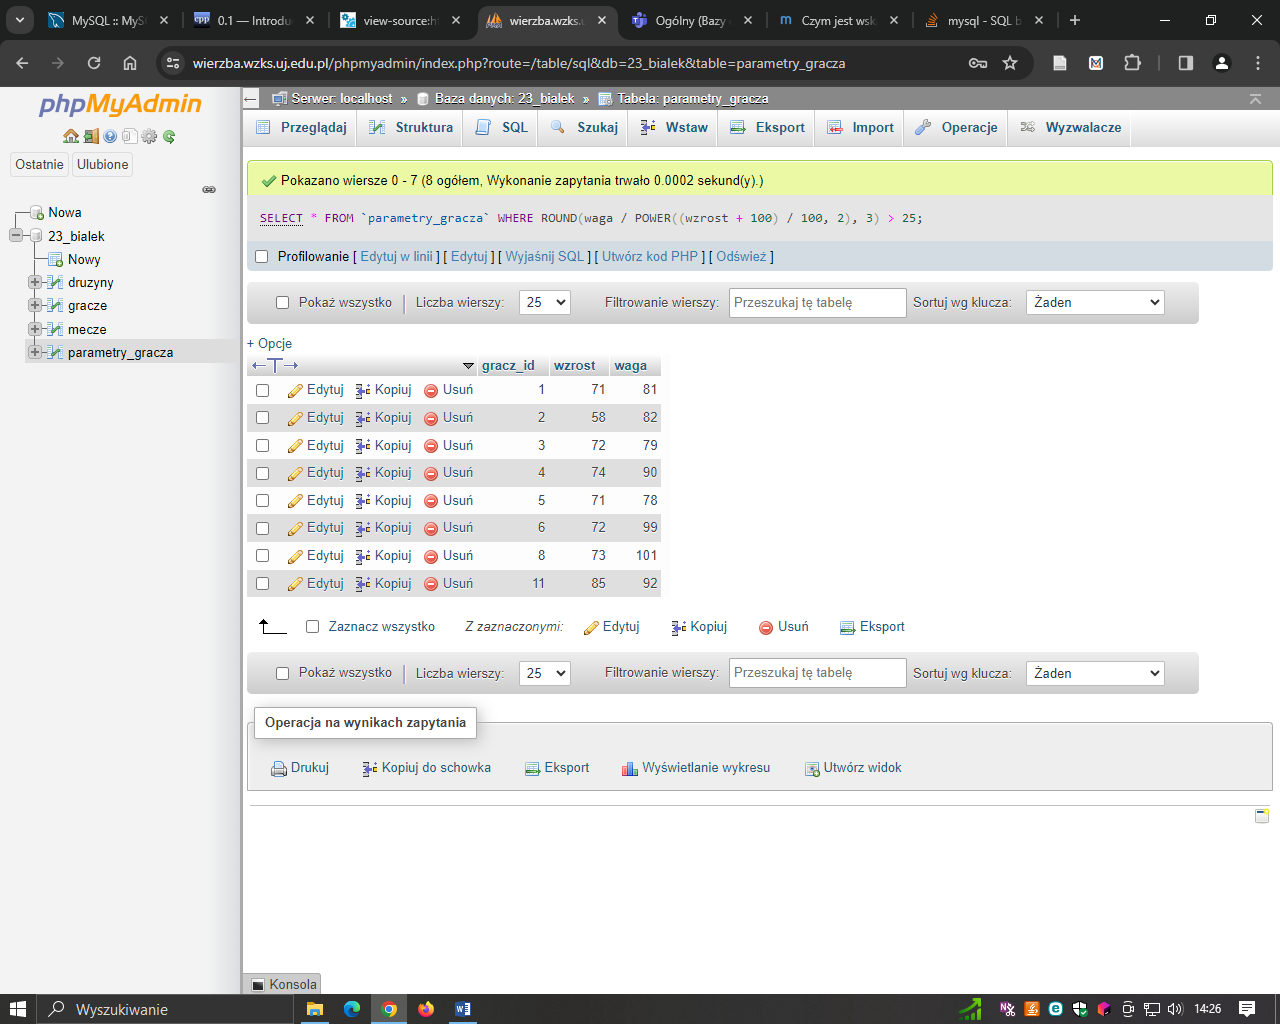 MySQL :: MyS
0.1 — Introdu
view-source:h
wierzba.wzks.u
Ogólny (Bazy
Czym jest wsk
mysql - SQL b
wierzba.wzks.uj.edu.pl/phpmyadmin/index.php?route=/table/sql&db=23_bialek&table=parametry_gracza
phpMyAdmin
Ostatnie Ulubione
Nowa
23_bialek
Nowy
druzyny
gracze
mecze
parametry_gracza
Serwer: localhost » Baza danych: 23_bialek » Tabela: parametry_gracza
Przeglądaj Struktura SQL Szukaj Wstaw Eksport Import Operacje Wyzwalacze
Pokazano wiersze 0 - 7 (8 ogółem, Wykonanie zapytania trwało 0.0002 sekund(y).)
SELECT * FROM `parametry_gracza` WHERE ROUND(waga / POWER((wzrost + 100) / 100, 2), 3) > 25;
Profilowanie [ Edytuj w linii ] [ Edytuj ] [ Wyjaśnij SQL ] [ Utwórz kod PHP ] [ Odśwież ]
Pokaż wszystko | Liczba wierszy: 25 Filtrowanie wierszy: Przeszukaj tę tabelę Sortuj wg klucza: Żaden
+ Opcje
←T→ gracz_id wzrost waga
Edytuj Kopiuj Usuń 1 71 81
Edytuj Kopiuj Usuń 2 58 82
Edytuj Kopiuj Usuń 3 72 79
Edytuj Kopiuj Usuń 4 74 90
Edytuj Kopiuj Usuń 5 71 78
Edytuj Kopiuj Usuń 6 72 99
Edytuj Kopiuj Usuń 8 73 101
Edytuj Kopiuj Usuń 11 85 92
Zaznacz wszystko Z zaznaczonymi: Edytuj Kopiuj Usuń Eksport
Pokaż wszystko | Liczba wierszy: 25 Filtrowanie wierszy: Przeszukaj tę tabelę Sortuj wg klucza: Żaden
Operacja na wynikach zapytania
Drukuj Kopiuj do schowka Eksport Wyświetlanie wykresu Utwórz widok
Konsola
Wyszukiwanie
14:26